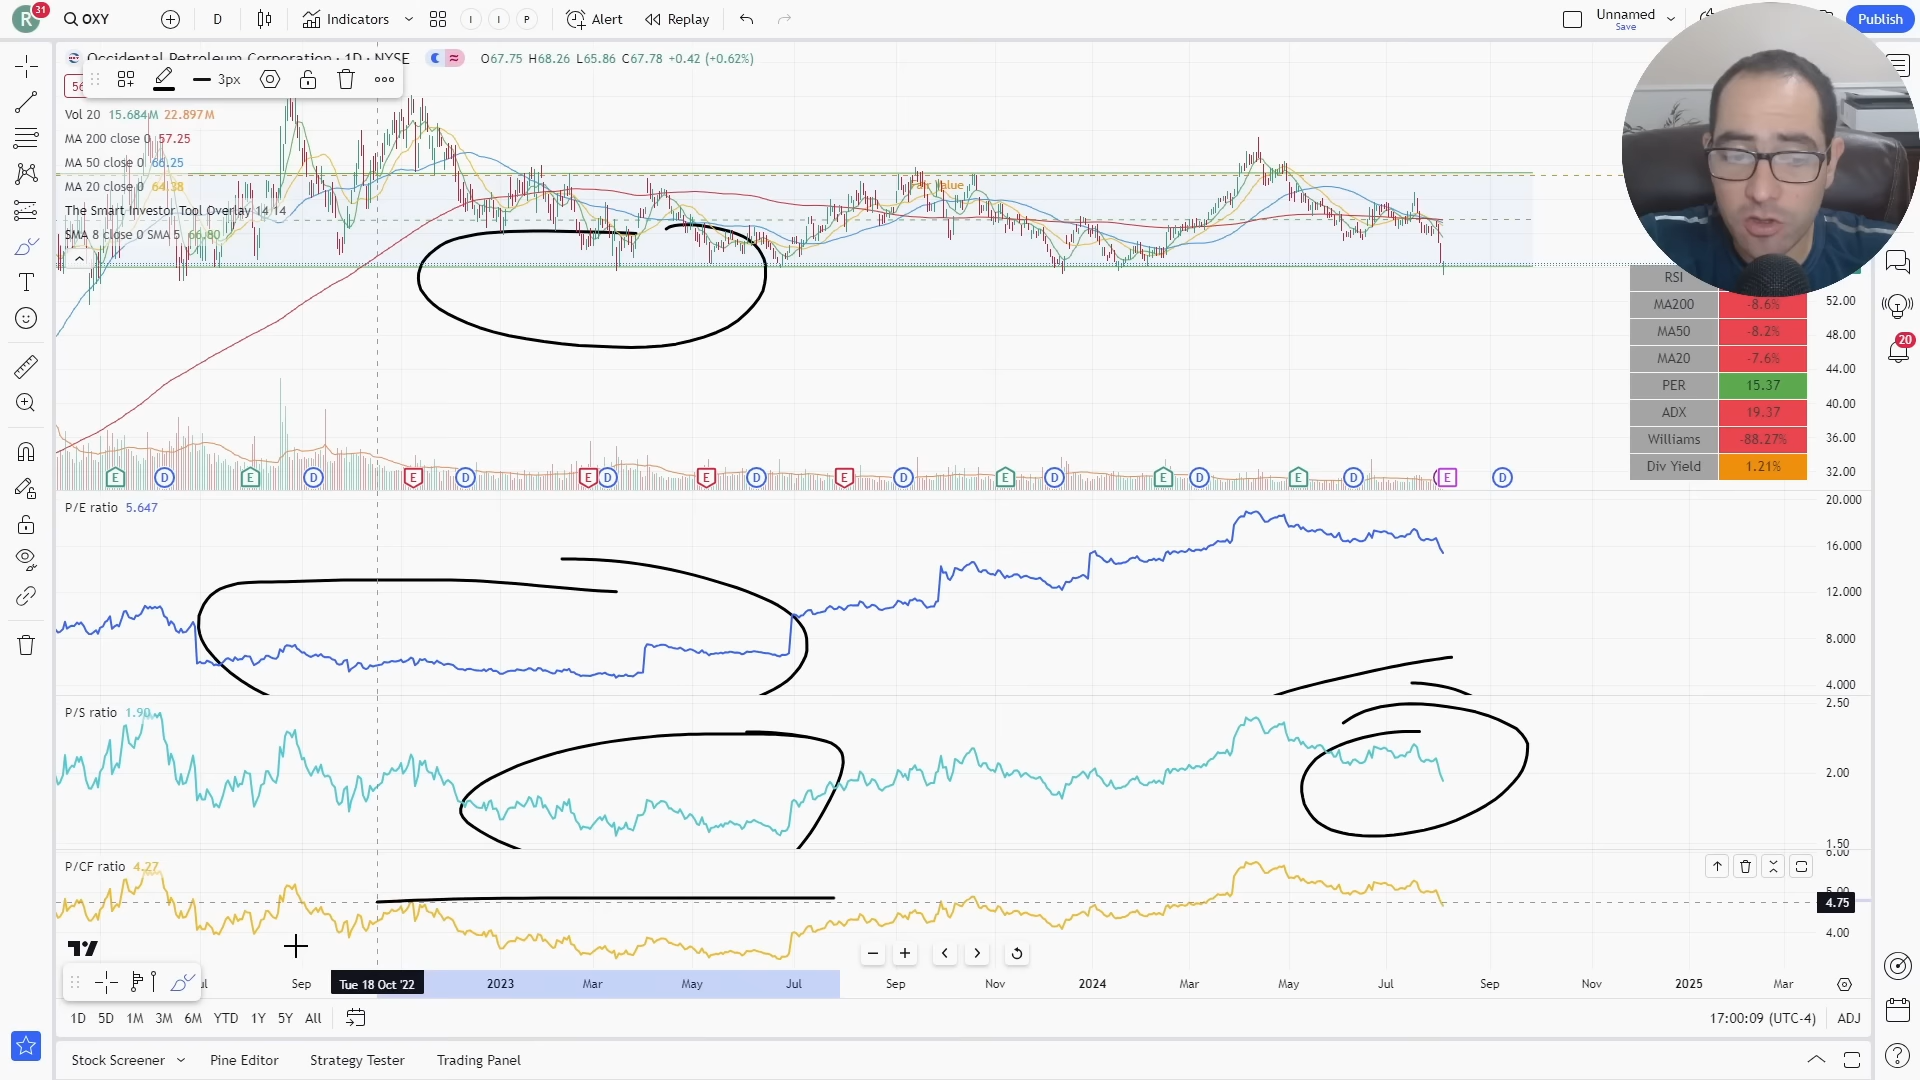 R 31 OXY D Indicators I I P Alert Replay Unnamed Save Publish
Occidental Petroleum Corporation · 1D · NYSE O67.75 H68.26 L65.86 C67.78 +0.42 (+0.62%)
3px
Vol 20 15.684M 22.897M
MA 200 close 0 57.25
MA 50 close 0 66.25
MA 20 close 0 64.38
The Smart Investor Tool Overlay 14 14
SMA 8 close 0 SMA 5 66.80
Fair Value
RSI
MA200 -8.6%
MA50 -8.2%
MA20 -7.6%
PER 15.37
ADX 19.37
Williams -88.27%
Div Yield 1.21%
52.00
48.00
44.00
40.00
36.00
32.00
20
E D E D E D E D E D E D E D E D E D E D
P/E ratio 5.647
20.000
16.000
12.000
8.000
4.000
P/S ratio 1.90
2.50
2.00
1.50
P/CF ratio 4.27
6.00
5.00
4.75
4.00
Sep Tue 18 Oct '22 2023 Mar May Jul Sep Nov 2024 Mar May Jul Sep Nov 2025 Mar
1D 5D 1M 3M 6M YTD 1Y 5Y All 17:00:09 (UTC-4) ADJ
Stock Screener Pine Editor Strategy Tester Trading Panel